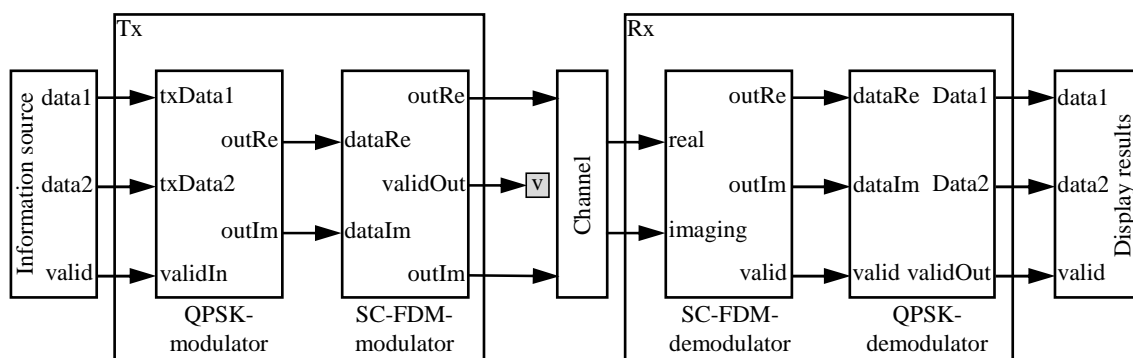 Tx
Rx
Information source
data1
data2
valid
txData1
txData2
validIn
outRe
outIm
QPSK-
modulator
dataRe
dataIm
outRe
validOut
outIm
SC-FDM-
modulator
v
Channel
real
imaging
outRe
outIm
valid
SC-FDM-
demodulator
dataRe
dataIm
valid
Data1
Data2
validOut
QPSK-
demodulator
data1
data2
valid
Display results